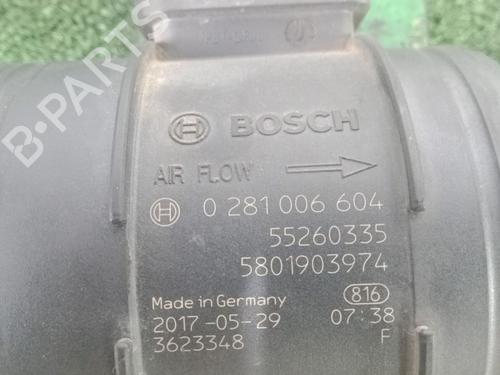 BOSCH
AIR FLOW
0 281 006 604
55260335
5801903974
Made in Germany 816
2017-05-29 07:38
3623348 F
B-Parts